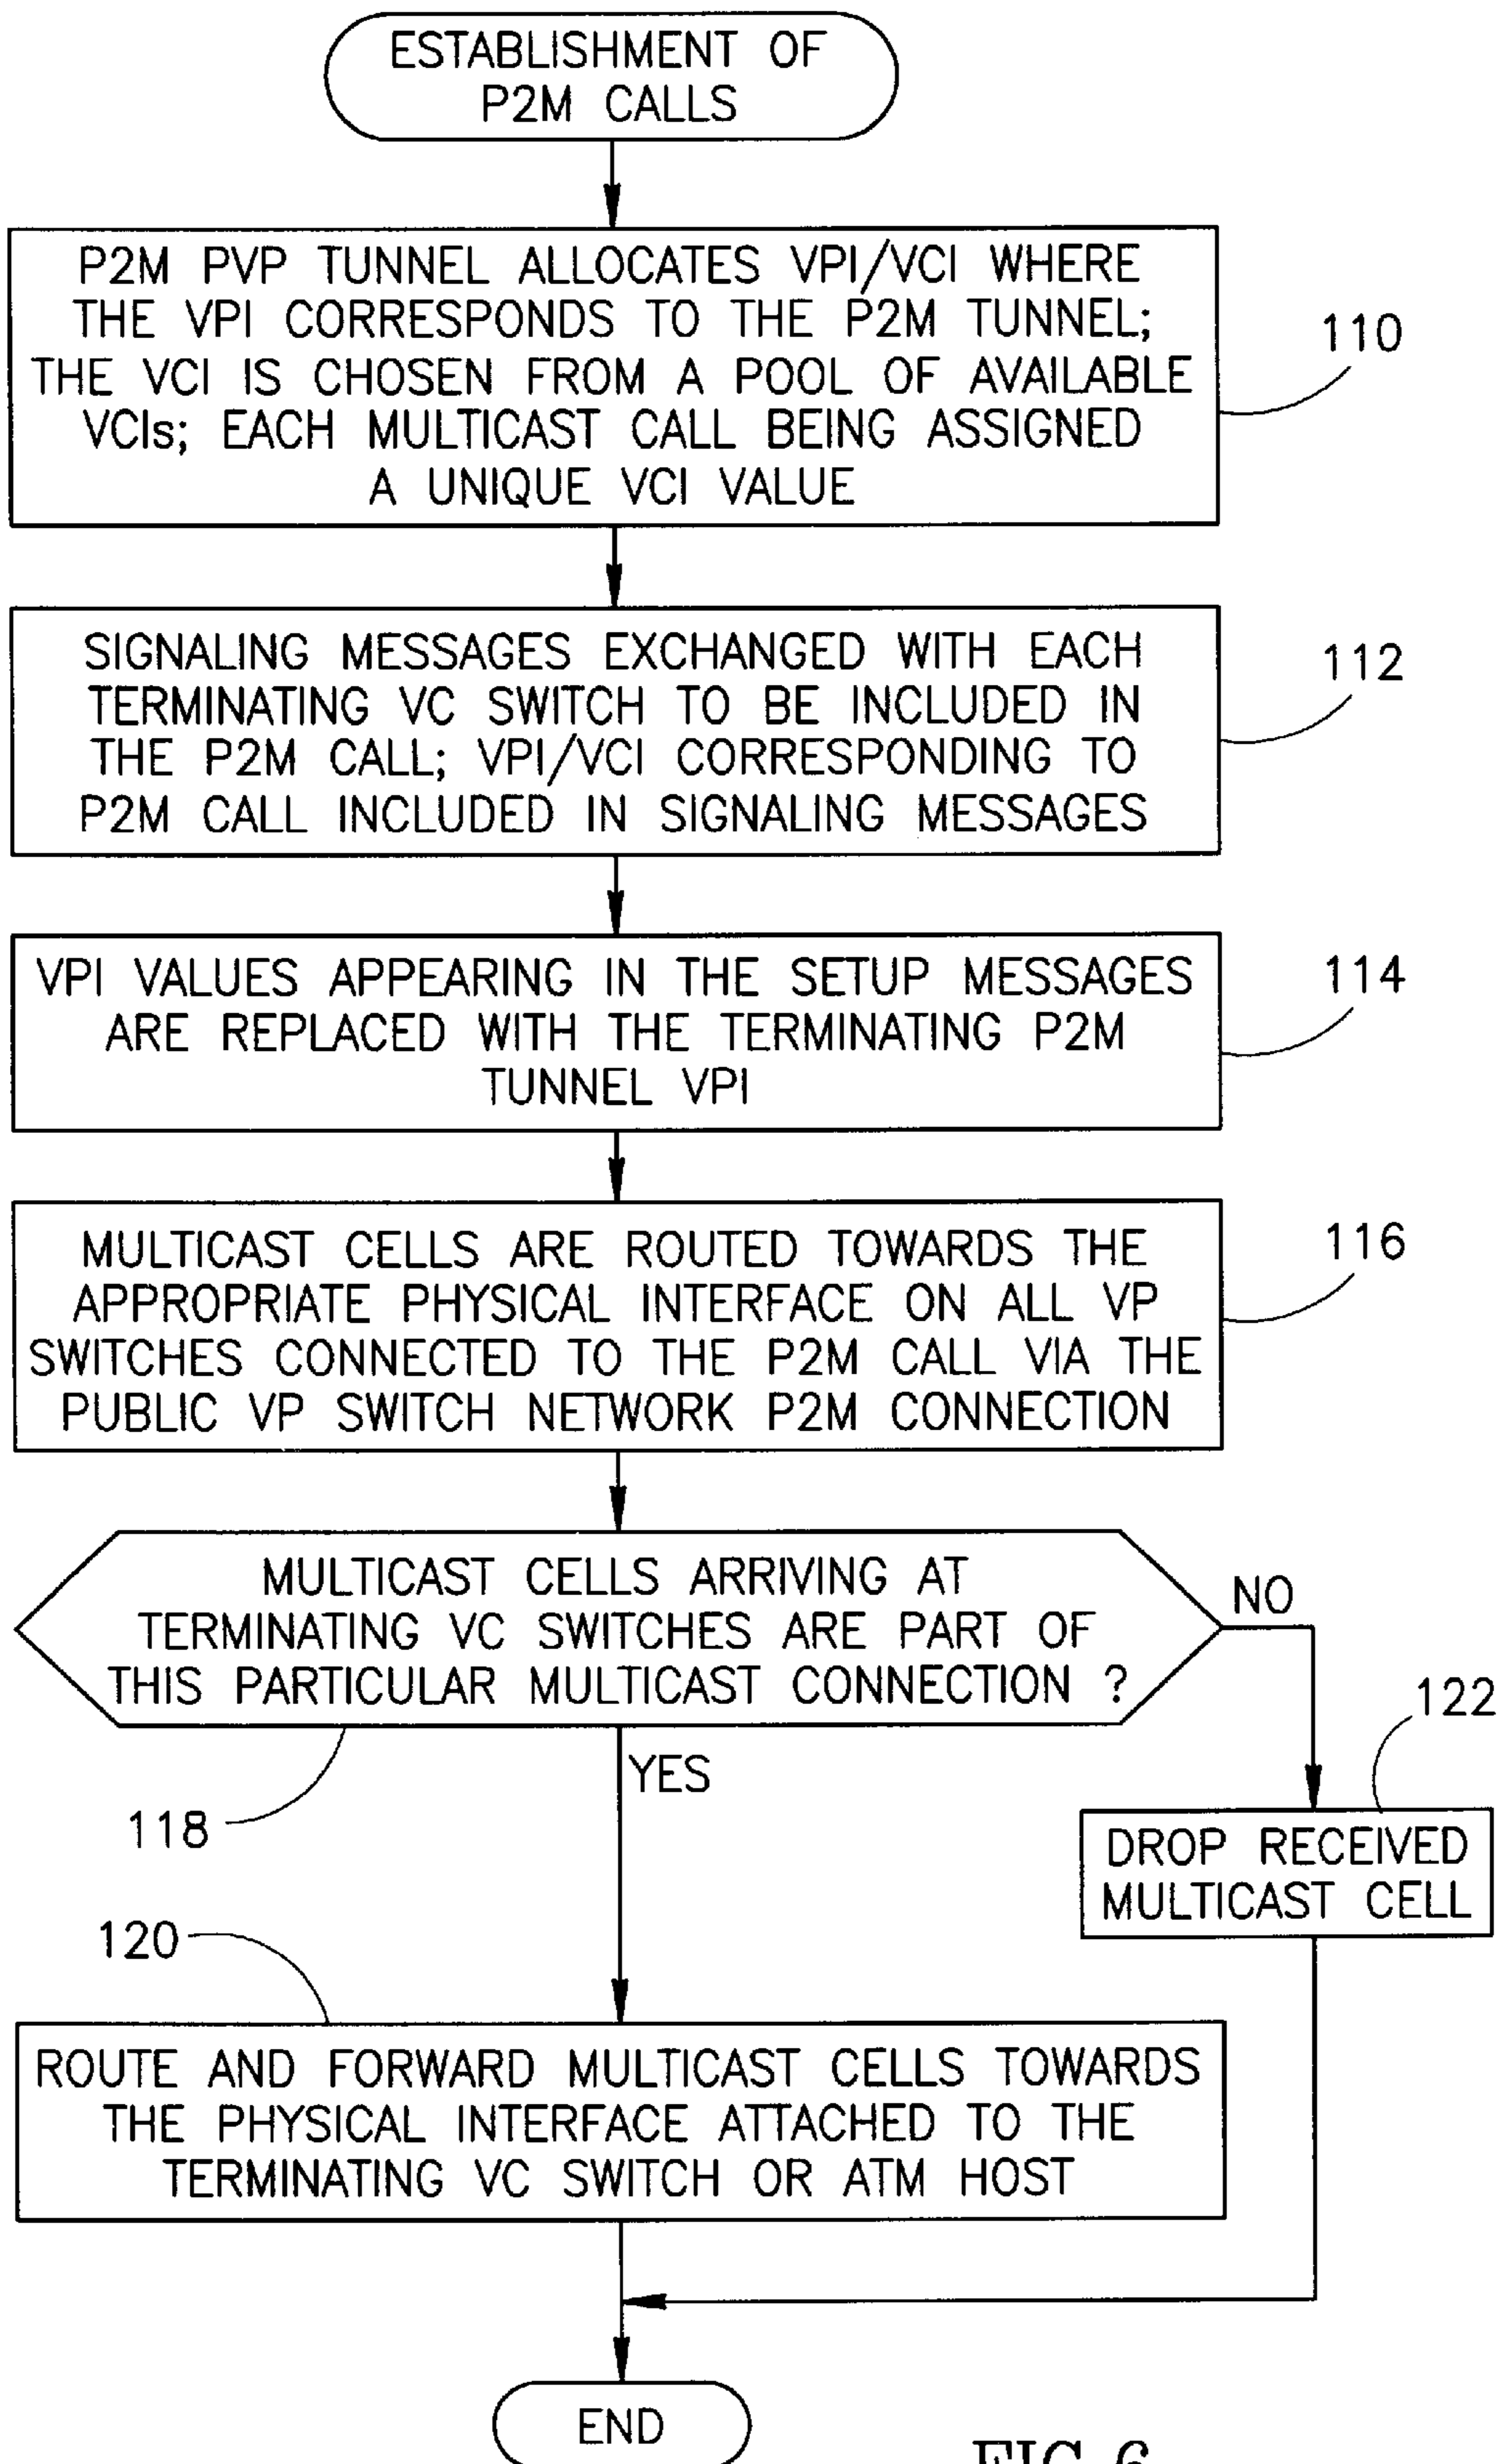 ESTABLISHMENT OF
P2M CALLS
P2M PVP TUNNEL ALLOCATES VPI/VCI WHERE
THE VPI CORRESPONDS TO THE P2M TUNNEL;
THE VCI IS CHOSEN FROM A POOL OF AVAILABLE
VCIs; EACH MULTICAST CALL BEING ASSIGNED
A UNIQUE VCI VALUE
110
SIGNALING MESSAGES EXCHANGED WITH EACH
TERMINATING VC SWITCH TO BE INCLUDED IN
THE P2M CALL; VPI/VCI CORRESPONDING TO
P2M CALL INCLUDED IN SIGNALING MESSAGES
112
VPI VALUES APPEARING IN THE SETUP MESSAGES
ARE REPLACED WITH THE TERMINATING P2M
TUNNEL VPI
114
MULTICAST CELLS ARE ROUTED TOWARDS THE
APPROPRIATE PHYSICAL INTERFACE ON ALL VP
SWITCHES CONNECTED TO THE P2M CALL VIA THE
PUBLIC VP SWITCH NETWORK P2M CONNECTION
116
MULTICAST CELLS ARRIVING AT
TERMINATING VC SWITCHES ARE PART OF
THIS PARTICULAR MULTICAST CONNECTION ?
NO
118
YES
122
DROP RECEIVED
MULTICAST CELL
120
ROUTE AND FORWARD MULTICAST CELLS TOWARDS
THE PHYSICAL INTERFACE ATTACHED TO THE
TERMINATING VC SWITCH OR ATM HOST
END
FIG. 6